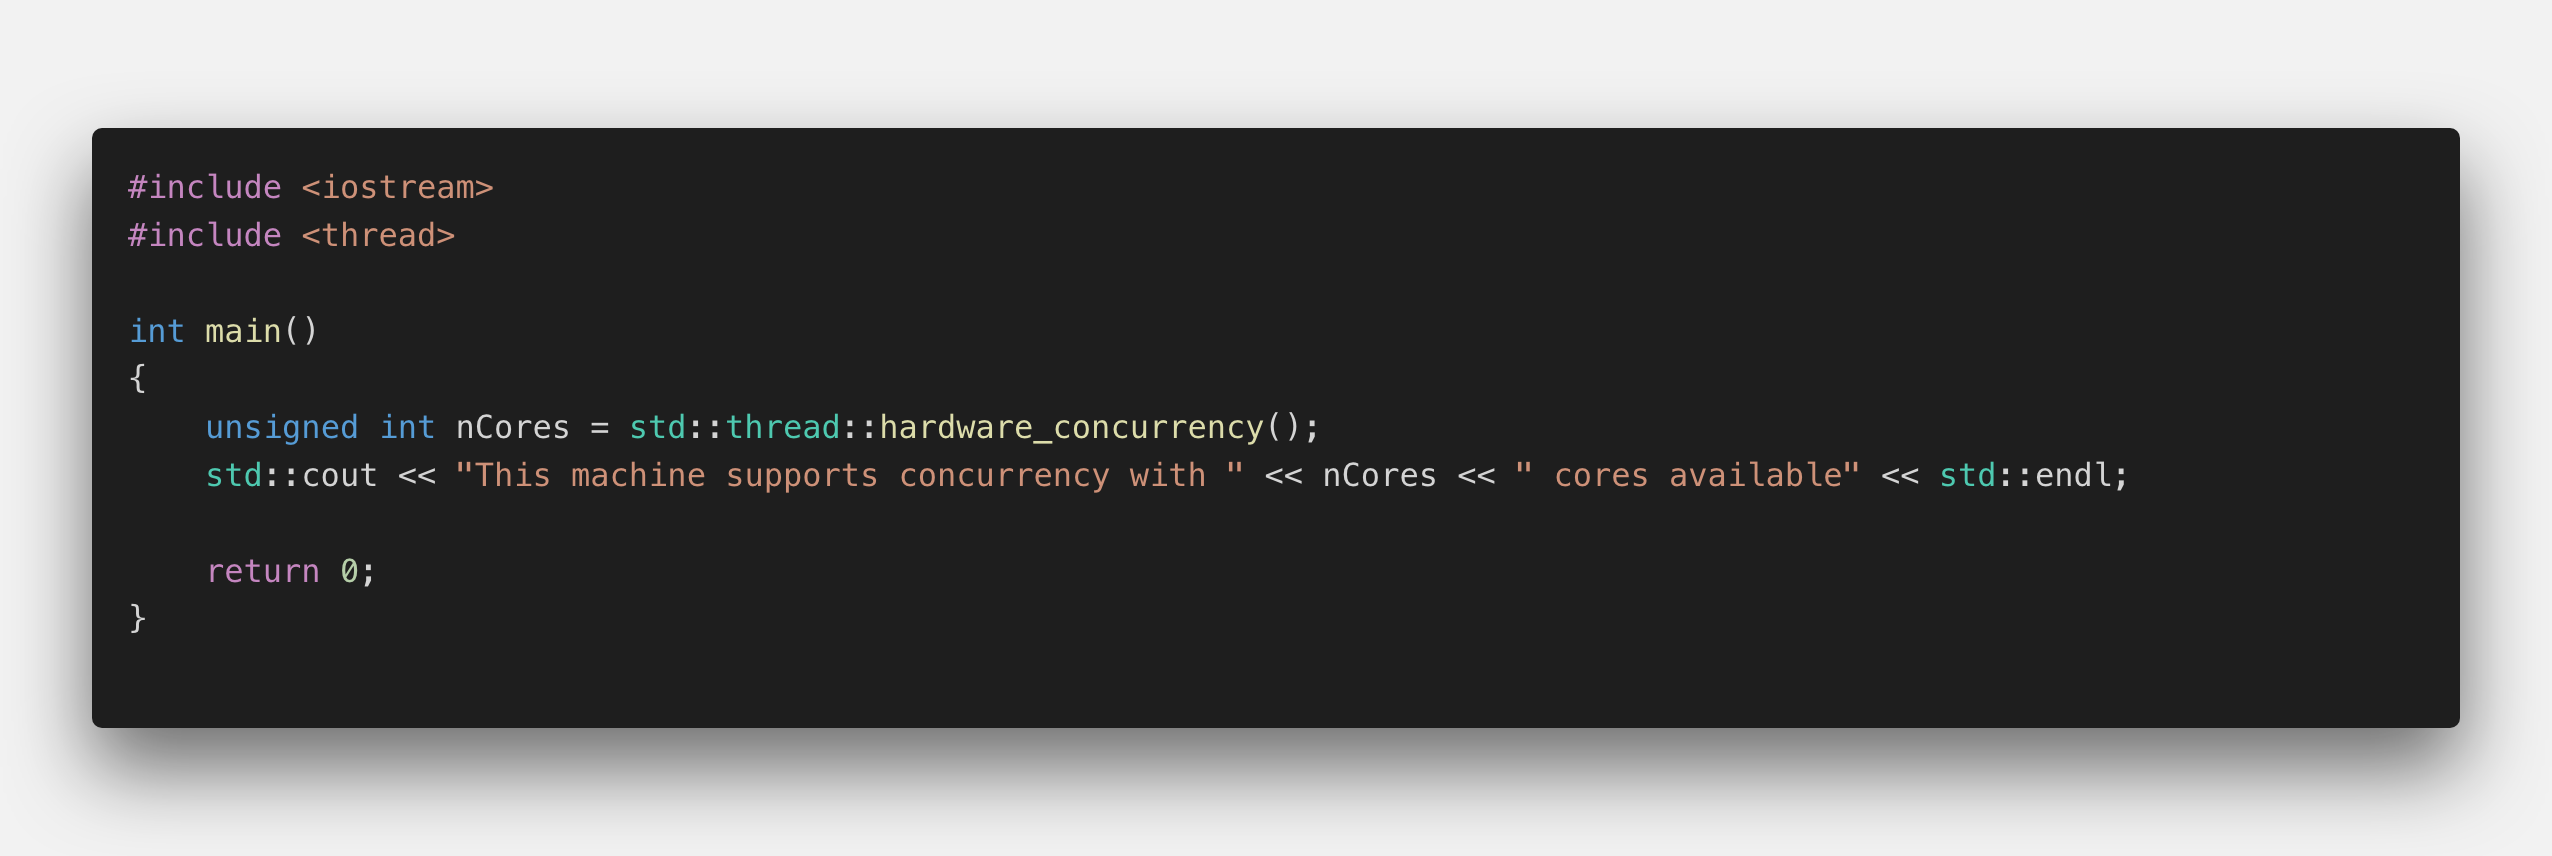 #include <iostream>
#include <thread>
int main()
{
    unsigned int nCores = std::thread::hardware_concurrency();
    std::cout << "This machine supports concurrency with " << nCores << " cores available" << std::endl;
    return 0;
}